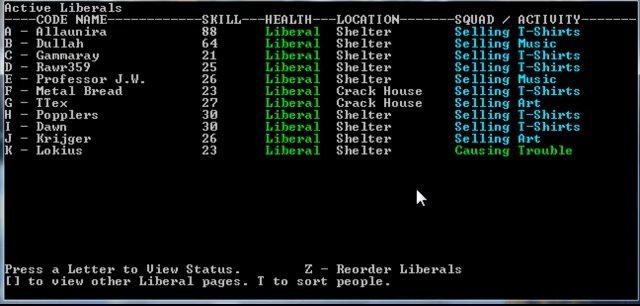 Active Liberals
----CODE NAME------------SKILL---HEALTH---LOCATION-------SQUAD / ACTIVITY-------
A - Allaunira 88 Liberal Shelter Selling T-Shirts
B - Dullah 64 Liberal Shelter Selling Music
C - Gammaray 21 Liberal Shelter Selling T-Shirts
D - Rawr359 25 Liberal Shelter Selling T-Shirts
E - Professor J.W. 26 Liberal Shelter Selling Music
F - Metal Bread 23 Liberal Crack House Selling T-Shirts
G - TTex 27 Liberal Crack House Selling Art
H - Popplers 30 Liberal Shelter Selling T-Shirts
I - Dawn 30 Liberal Shelter Selling T-Shirts
J - Krijger 26 Liberal Shelter Selling Art
K - Lokius 23 Liberal Shelter Causing Trouble
Press a Letter to View Status. Z - Reorder Liberals
[] to view other Liberal pages. T to sort people.